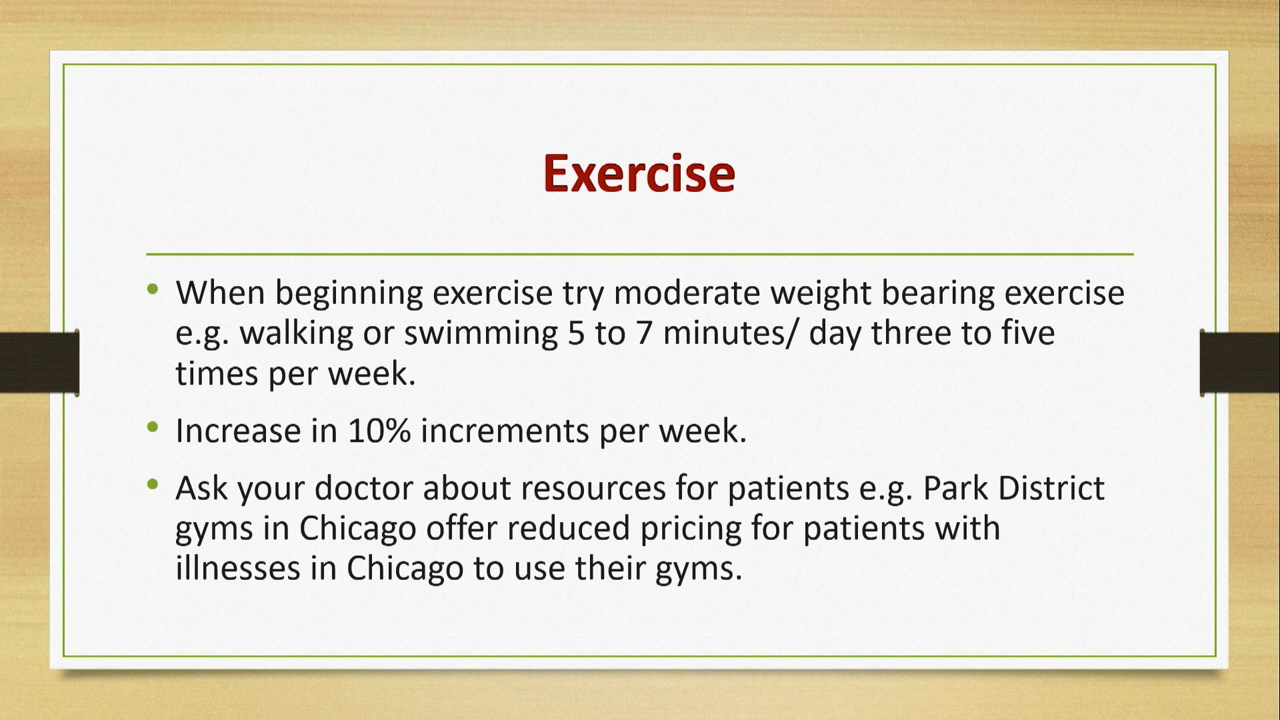 Exercise
• When beginning exercise try moderate weight bearing exercise
e.g. walking or swimming 5 to 7 minutes/ day three to five
times per week.
• Increase in 10% increments per week.
• Ask your doctor about resources for patients e.g. Park District
gyms in Chicago offer reduced pricing for patients with
illnesses in Chicago to use their gyms.